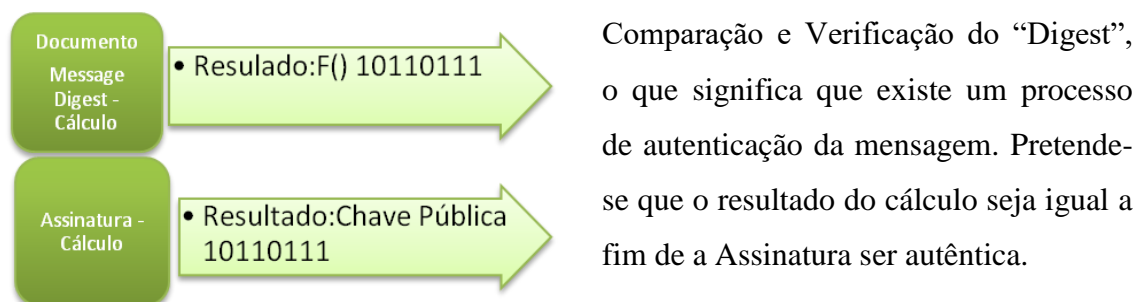 Documento
Message
Digest -
Cálculo
• Resulado:F() 10110111
Assinatura -
Cálculo
• Resultado:Chave Pública
10110111
Comparação e Verificação do “Digest”,
o que significa que existe um processo
de autenticação da mensagem. Pretende-
se que o resultado do cálculo seja igual a
fim de a Assinatura ser autêntica.